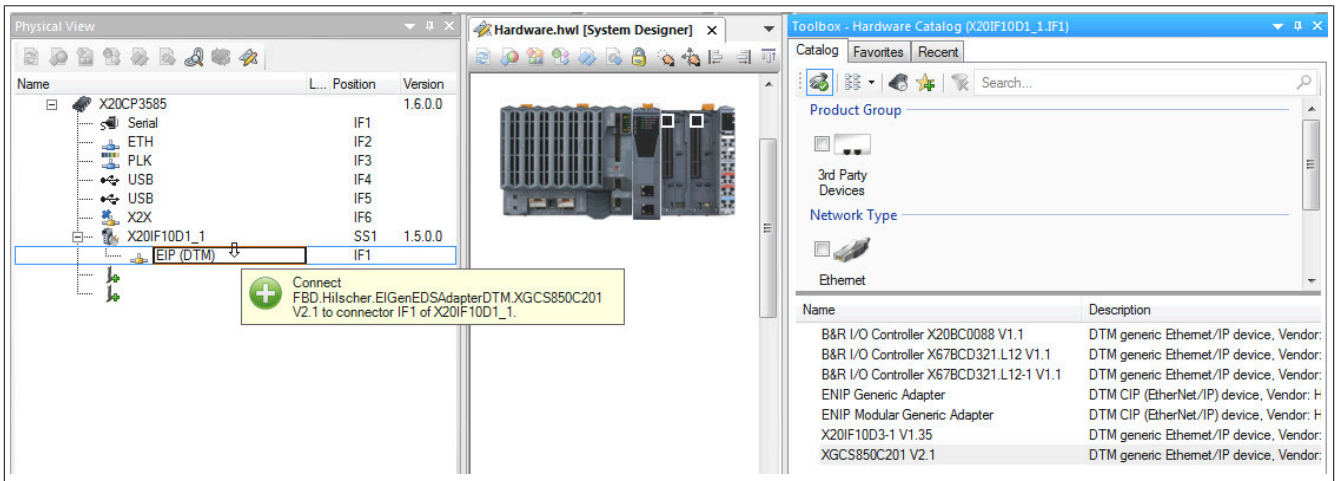 Physical View
Name L... Position Version
X20CP3585 1.6.0.0
Serial IF1
ETH IF2
PLK IF3
USB IF4
USB IF5
X2X IF6
X20IF10D1_1 SS1 1.5.0.0
EIP (DTM) IF1
Connect
FBD.Hilscher.EIGenEDSAdapterDTM.XGCS850C201
V2.1 to connector IF1 of X20IF10D1_1.
Hardware.hwl [System Designer]
Toolbox - Hardware Catalog (X20IF10D1_1.IF1)
Catalog Favorites Recent
Search...
Product Group
3rd Party
Devices
Network Type
Ethernet
Name Description
B&R I/O Controller X20BC0088 V1.1 DTM generic Ethernet/IP device, Vendor:
B&R I/O Controller X67BCD321.L12 V1.1 DTM generic Ethernet/IP device, Vendor:
B&R I/O Controller X67BCD321.L12-1 V1.1 DTM generic Ethernet/IP device, Vendor:
ENIP Generic Adapter DTM CIP (EtherNet/IP) device, Vendor: H
ENIP Modular Generic Adapter DTM CIP (EtherNet/IP) device, Vendor: H
X20IF10D3-1 V1.35 DTM generic Ethernet/IP device, Vendor:
XGCS850C201 V2.1 DTM generic Ethernet/IP device, Vendor: